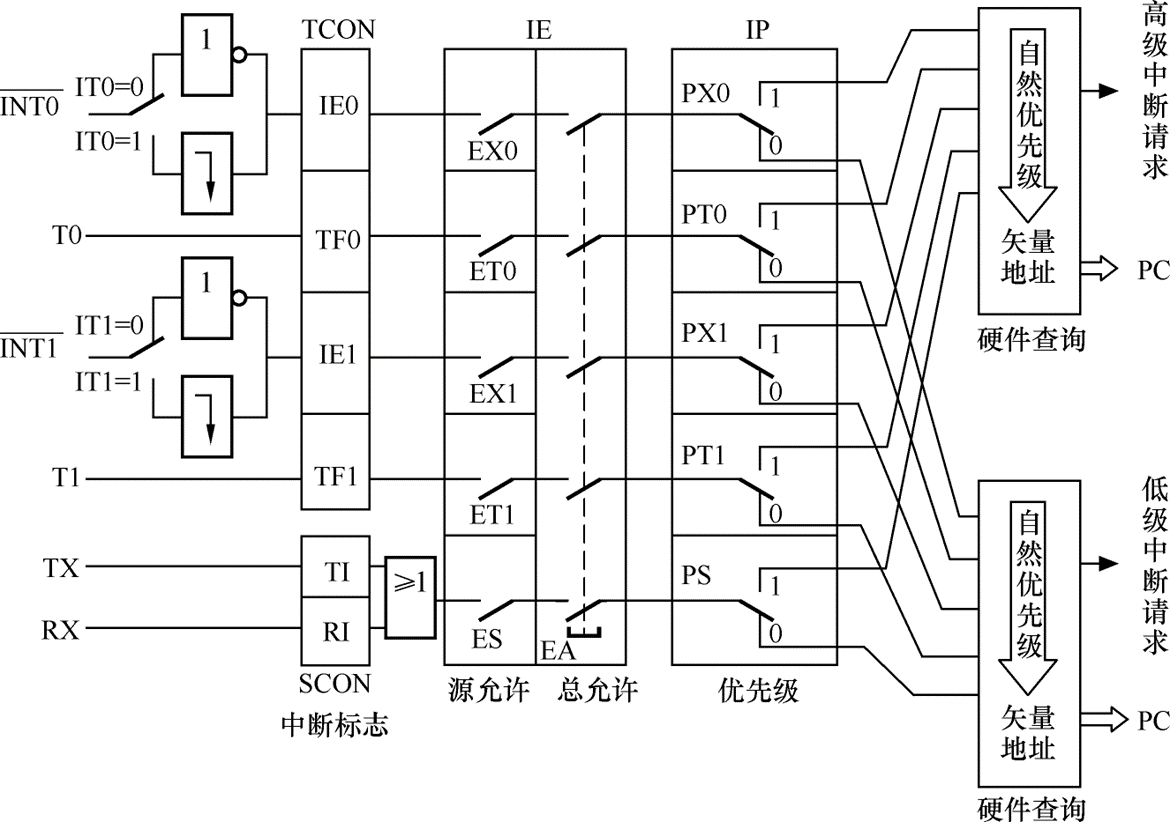 TCON
IE
IP
INT0
IT0=0
IT0=1
1
IE0
EX0
PX0
1
0
T0
TF0
ET0
PT0
1
0
INT1
IT1=0
IT1=1
1
IE1
EX1
PX1
1
0
T1
TF1
ET1
PT1
1
0
TX
RX
TI
RI
≥1
ES
EA
PS
1
0
SCON
中断标志
源允许
总允许
优先级
自然优先级
矢量
地址
硬件查询
高级中断请求
PC
自然优先级
矢量
地址
硬件查询
低级中断请求
PC